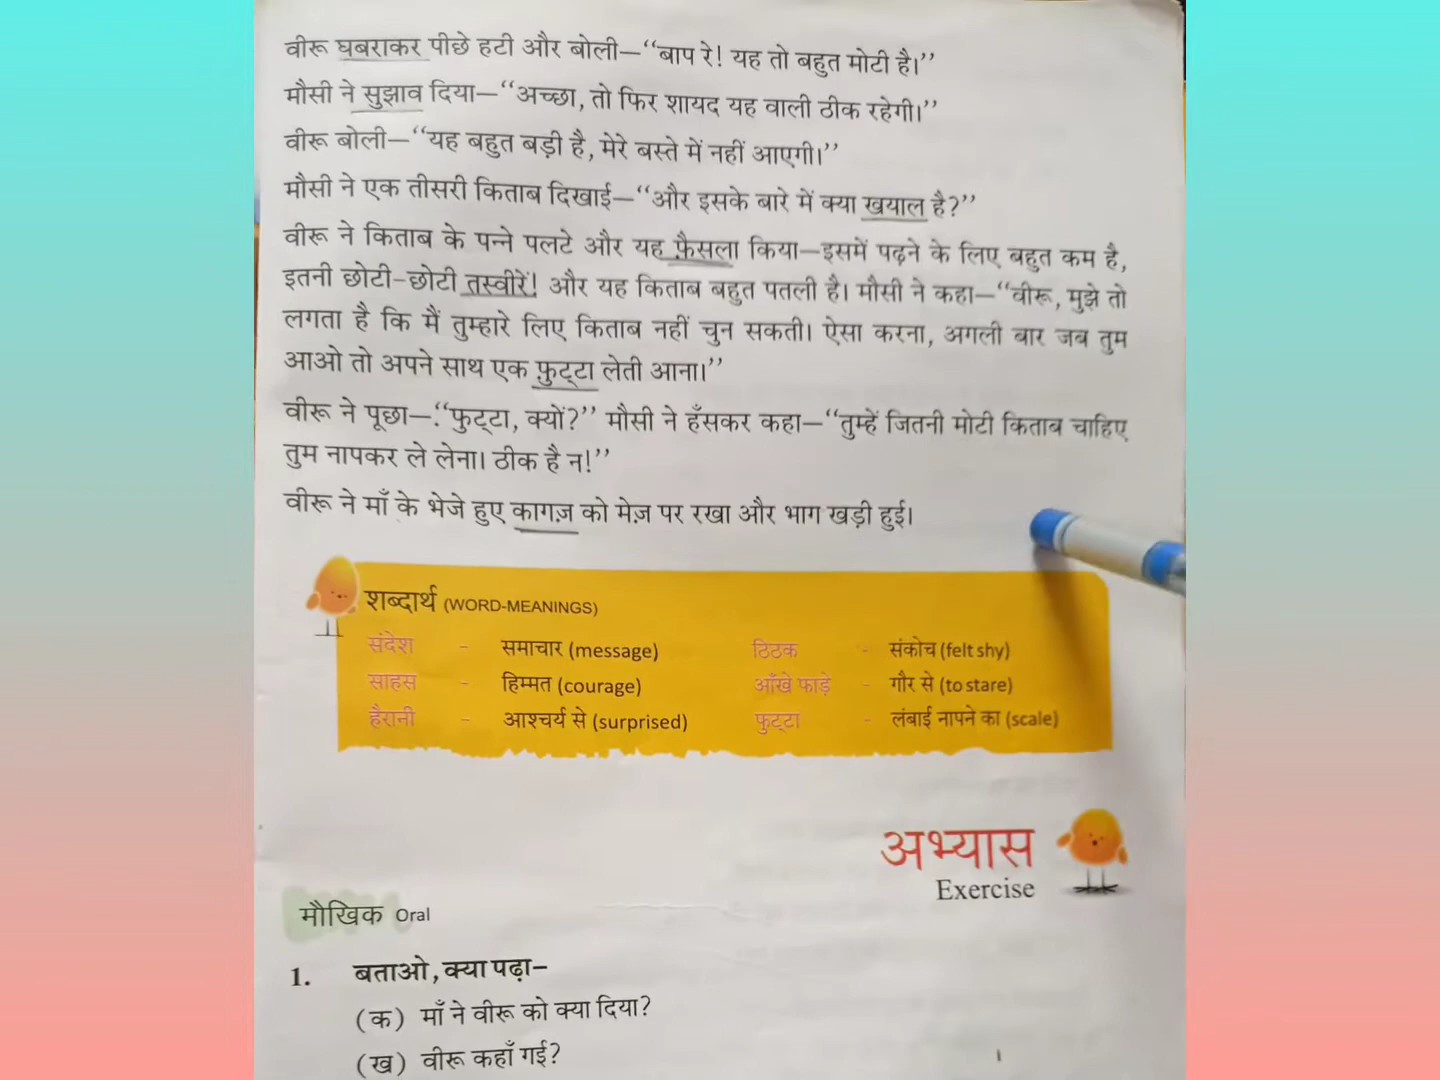 वीरू घबराकर पीछे हटी और बोली—“बाप रे! यह तो बहुत मोटी है।”
मौसी ने सुझाव दिया—“अच्छा, तो फिर शायद यह वाली ठीक रहेगी।”
वीरू बोली—“यह बहुत बड़ी है, मेरे बस्ते में नहीं आएगी।”
मौसी ने एक तीसरी किताब दिखाई—“और इसके बारे में क्या खयाल है?”
वीरू ने किताब के पन्ने पलटे और यह फ़ैसला किया—इसमें पढ़ने के लिए बहुत कम है,
इतनी छोटी-छोटी तस्वीरें! और यह किताब बहुत पतली है। मौसी ने कहा—“वीरू, मुझे तो
लगता है कि मैं तुम्हारे लिए किताब नहीं चुन सकती। ऐसा करना, अगली बार जब तुम
आओ तो अपने साथ एक फ़ुट्टा लेती आना।”
वीरू ने पूछा—“फुट्टा, क्यों?” मौसी ने हँसकर कहा—“तुम्हें जितनी मोटी किताब चाहिए
तुम नापकर ले लेना। ठीक है न!”
वीरू ने माँ के भेजे हुए कागज़ को मेज़ पर रखा और भाग खड़ी हुई।
शब्दार्थ (WORD-MEANINGS)
संदेश - समाचार (message) ठिठक - संकोच (felt shy)
साहस - हिम्मत (courage) आँखे फाड़े - गौर से (to stare)
हैरानी - आश्चर्य से (surprised) फुट्टा - लंबाई नापने का (scale)
अभ्यास
Exercise
मौखिक Oral
1. बताओ, क्या पढ़ा–
(क) माँ ने वीरू को क्या दिया?
(ख) वीरू कहाँ गई?